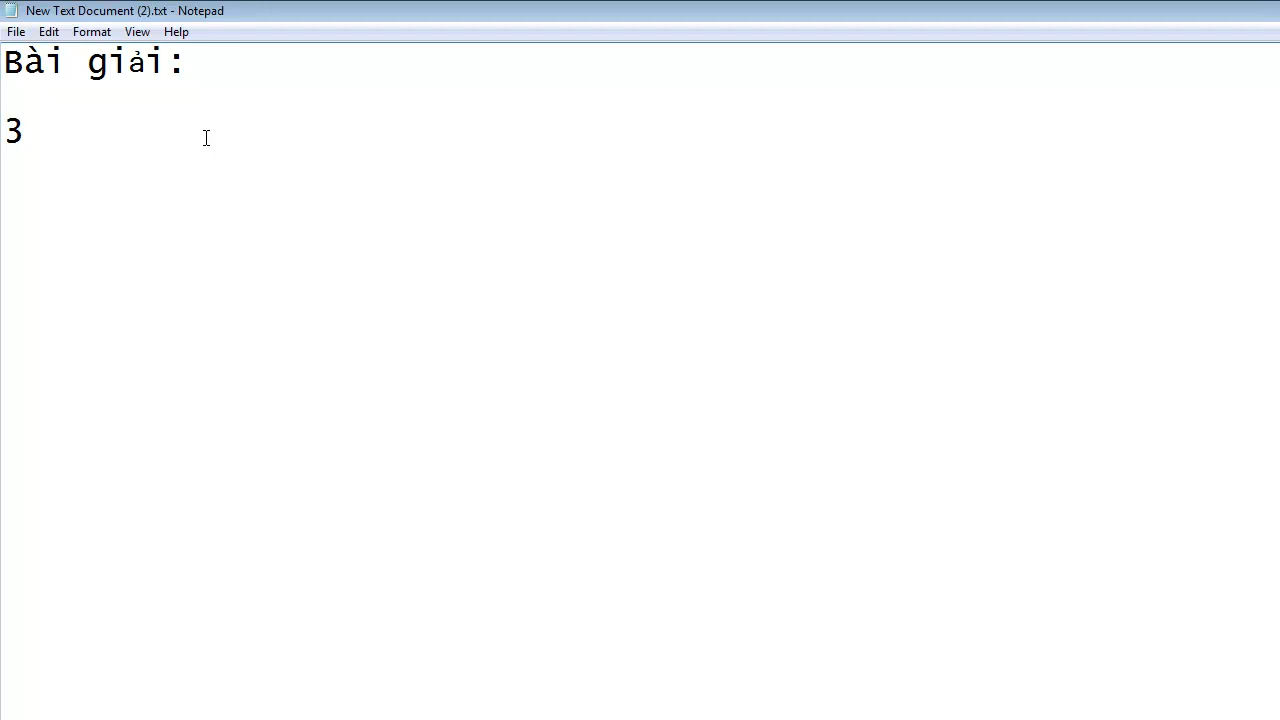 New Text Document (2).txt - Notepad
File Edit Format View Help
Bài giải:
3